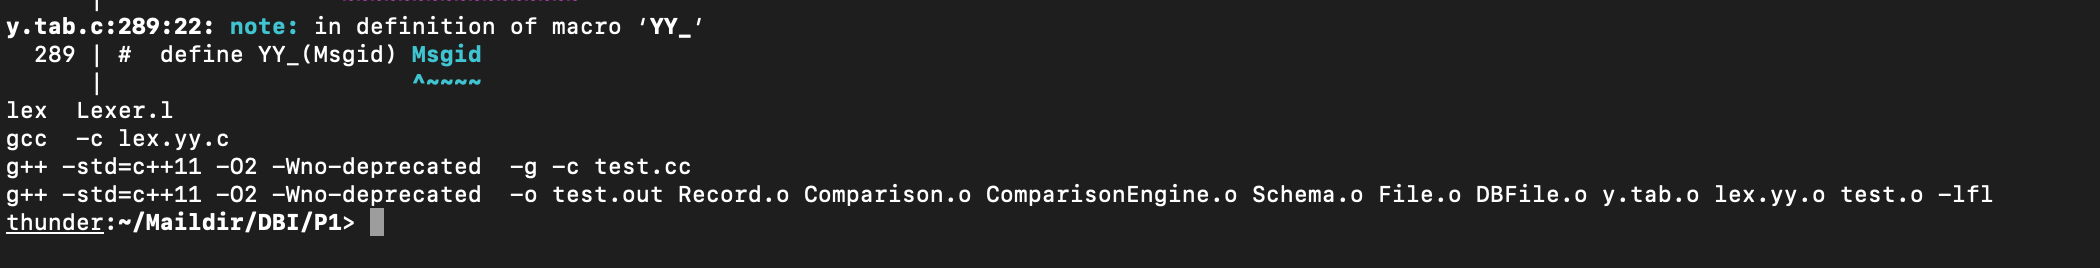 y.tab.c:289:22: note: in definition of macro ‘YY_’
  289 | #  define YY_(Msgid) Msgid
      |                      ^~~~~
lex  Lexer.l
gcc  -c lex.yy.c
g++ -std=c++11 -O2 -Wno-deprecated  -g -c test.cc
g++ -std=c++11 -O2 -Wno-deprecated  -o test.out Record.o Comparison.o ComparisonEngine.o Schema.o File.o DBFile.o y.tab.o lex.yy.o test.o -lfl
thunder:~/Maildir/DBI/P1>